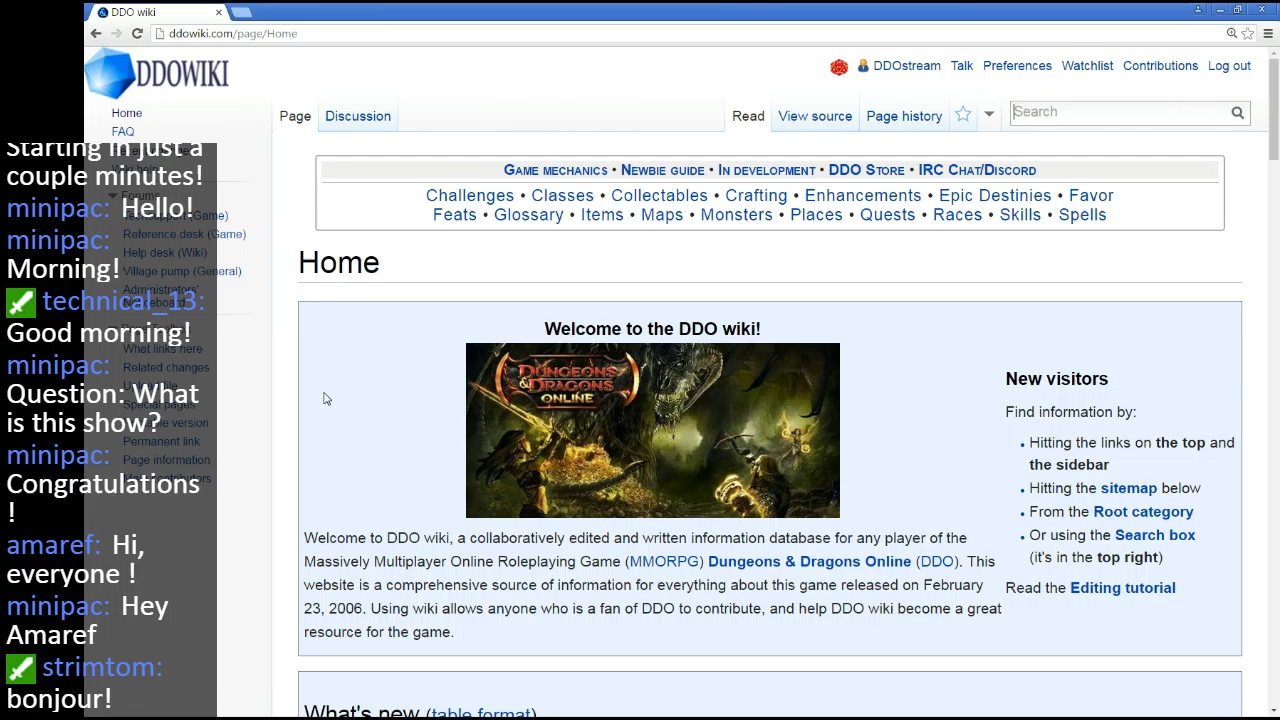 DDO wiki
ddowiki.com/page/Home
DDOWIKI
DDOstream Talk Preferences Watchlist Contributions Log out
Page Discussion Read View source Page history Search
Home
FAQ
Forums
Techsupport (Game)
Reference desk (Game)
Help desk (Wiki)
Village pump (General)
Administrators'
Noticeboard
What links here
Related changes
Special pages
Permanent link
Page information
Starting in just a
couple minutes!
minipac: Hello!
minipac:
Morning!
technical_13:
Good morning!
minipac:
Question: What
is this show?
minipac:
Congratulations
!
amaref: Hi,
everyone !
minipac: Hey
Amaref
strimtom:
bonjour!
GAME MECHANICS • NEWBIE GUIDE • IN DEVELOPMENT • DDO STORE • IRC CHAT/DISCORD
Challenges • Classes • Collectables • Crafting • Enhancements • Epic Destinies • Favor
Feats • Glossary • Items • Maps • Monsters • Places • Quests • Races • Skills • Spells
Home
Welcome to the DDO wiki!
DUNGEONS
& DRAGONS
ONLINE
Welcome to DDO wiki, a collaboratively edited and written information database for any player of the
Massively Multiplayer Online Roleplaying Game (MMORPG) Dungeons & Dragons Online (DDO). This
website is a comprehensive source of information for everything about this game released on February
23, 2006. Using wiki allows anyone who is a fan of DDO to contribute, and help DDO wiki become a great
resource for the game.
New visitors
Find information by:
• Hitting the links on the top and
the sidebar
• Hitting the sitemap below
• From the Root category
• Or using the Search box
(it's in the top right)
Read the Editing tutorial
What's new (table format)